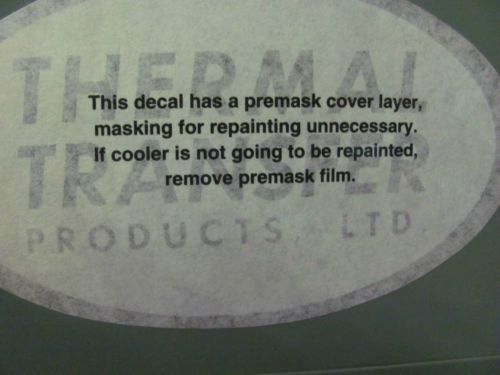 THERMAL
This decal has a premask cover layer,
masking for repainting unnecessary.
If cooler is not going to be repainted,
remove premask film.
TRANSFER
PRODUCTS, LTD.